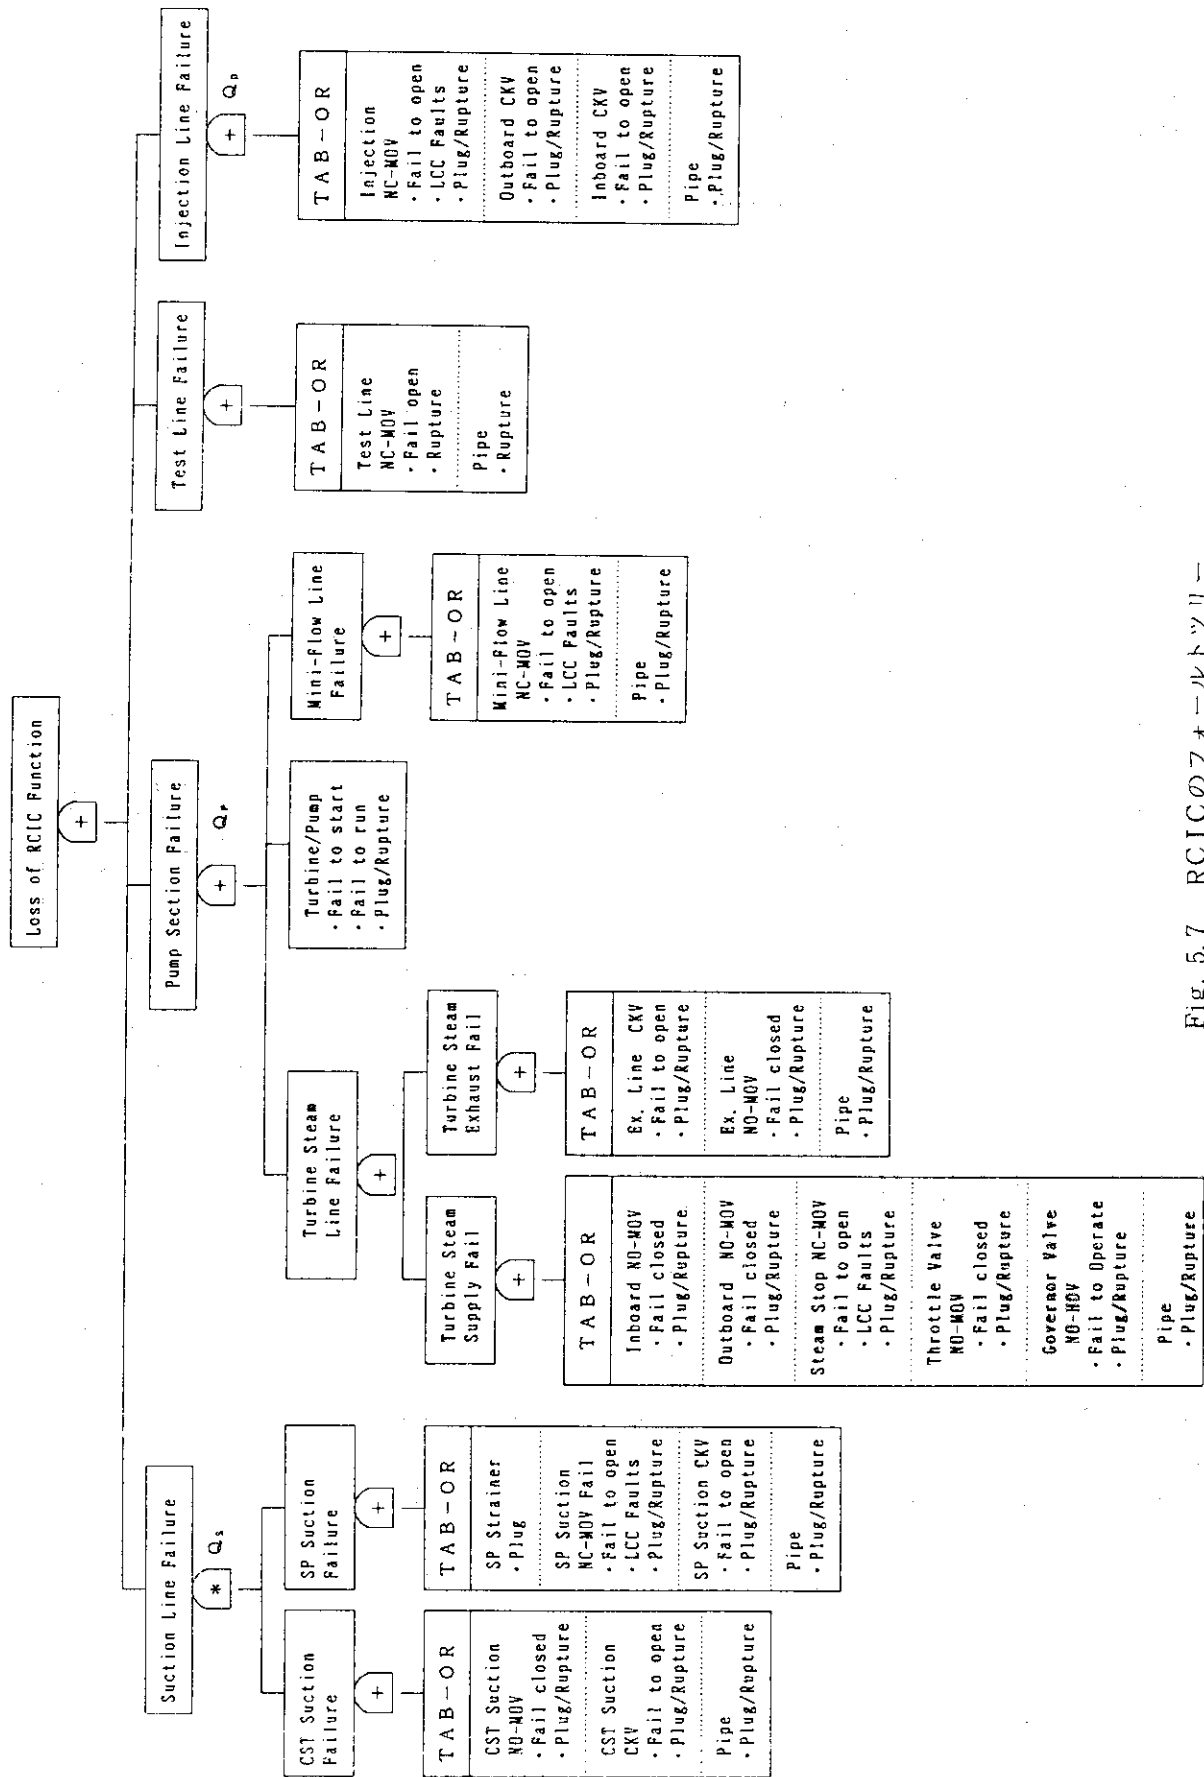 Loss of RCIC Function
+
Suction Line Failure
*
Qs
CST Suction
Failure
+
TAB-OR
CST Suction
NO-MOV
・Fail closed
・Plug/Rupture
CST Suction
CKV
・Fail to open
・Plug/Rupture
Pipe
・Plug/Rupture
SP Suction
Failure
+
TAB-OR
SP Strainer
・Plug
SP Suction
NC-MOV Fail
・Fail to open
・LCC Faults
・Plug/Rupture
SP Suction CKV
・Fail to open
・Plug/Rupture
Pipe
・Plug/Rupture
Pump Section Failure
+
QP
Turbine Steam
Line Failure
+
Turbine Steam
Supply Fail
+
TAB-OR
Inboard NO-MOV
・Fail closed
・Plug/Rupture
Outboard NO-MOV
・Fail closed
・Plug/Rupture
Steam Stop NC-MOV
・Fail to open
・LCC Faults
・Plug/Rupture
Throttle Valve
NO-MOV
・Fail closed
・Plug/Rupture
Governor Valve
NO-HOV
・Fail to Operate
・Plug/Rupture
Pipe
・Plug/Rupture
Turbine Steam
Exhaust Fail
+
TAB-OR
Ex. Line CKV
・Fail to open
・Plug/Rupture
Ex. Line
NO-MOV
・Fail closed
・Plug/Rupture
Pipe
・Plug/Rupture
Turbine/Pump
・Fail to start
・Fail to run
・Plug/Rupture
Mini-Flow Line
Failure
+
TAB-OR
Mini-Flow Line
NC-MOV
・Fail to open
・LCC Faults
・Plug/Rupture
Pipe
・Plug/Rupture
Test Line Failure
+
TAB-OR
Test Line
NC-MOV
・Fail open
・Rupture
Pipe
・Rupture
Injection Line Failure
+
QD
TAB-OR
Injection
NC-MOV
・Fail to open
・LCC Faults
・Plug/Rupture
Outboard CKV
・Fail to open
・Plug/Rupture
Inboard CKV
・Fail to open
・Plug/Rupture
Pipe
・Plug/Rupture
Fig. 5.7 RCICのフォールトツリー